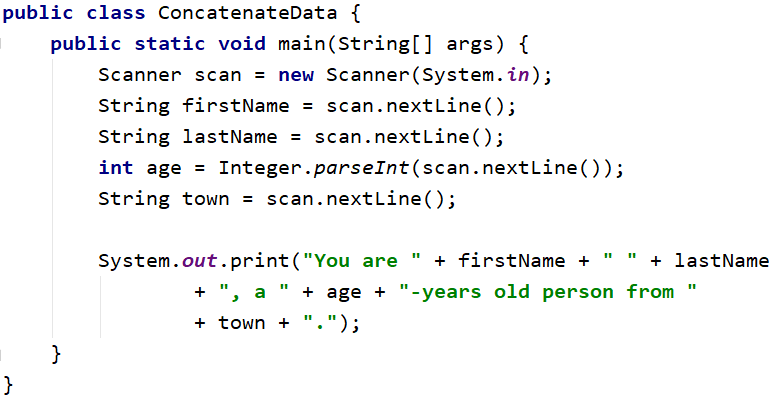 public class ConcatenateData {
    public static void main(String[] args) {
        Scanner scan = new Scanner(System.in);
        String firstName = scan.nextLine();
        String lastName = scan.nextLine();
        int age = Integer.parseInt(scan.nextLine());
        String town = scan.nextLine();

        System.out.print("You are " + firstName + " " + lastName
                + ", a " + age + "-years old person from "
                + town + ".");
    }
}